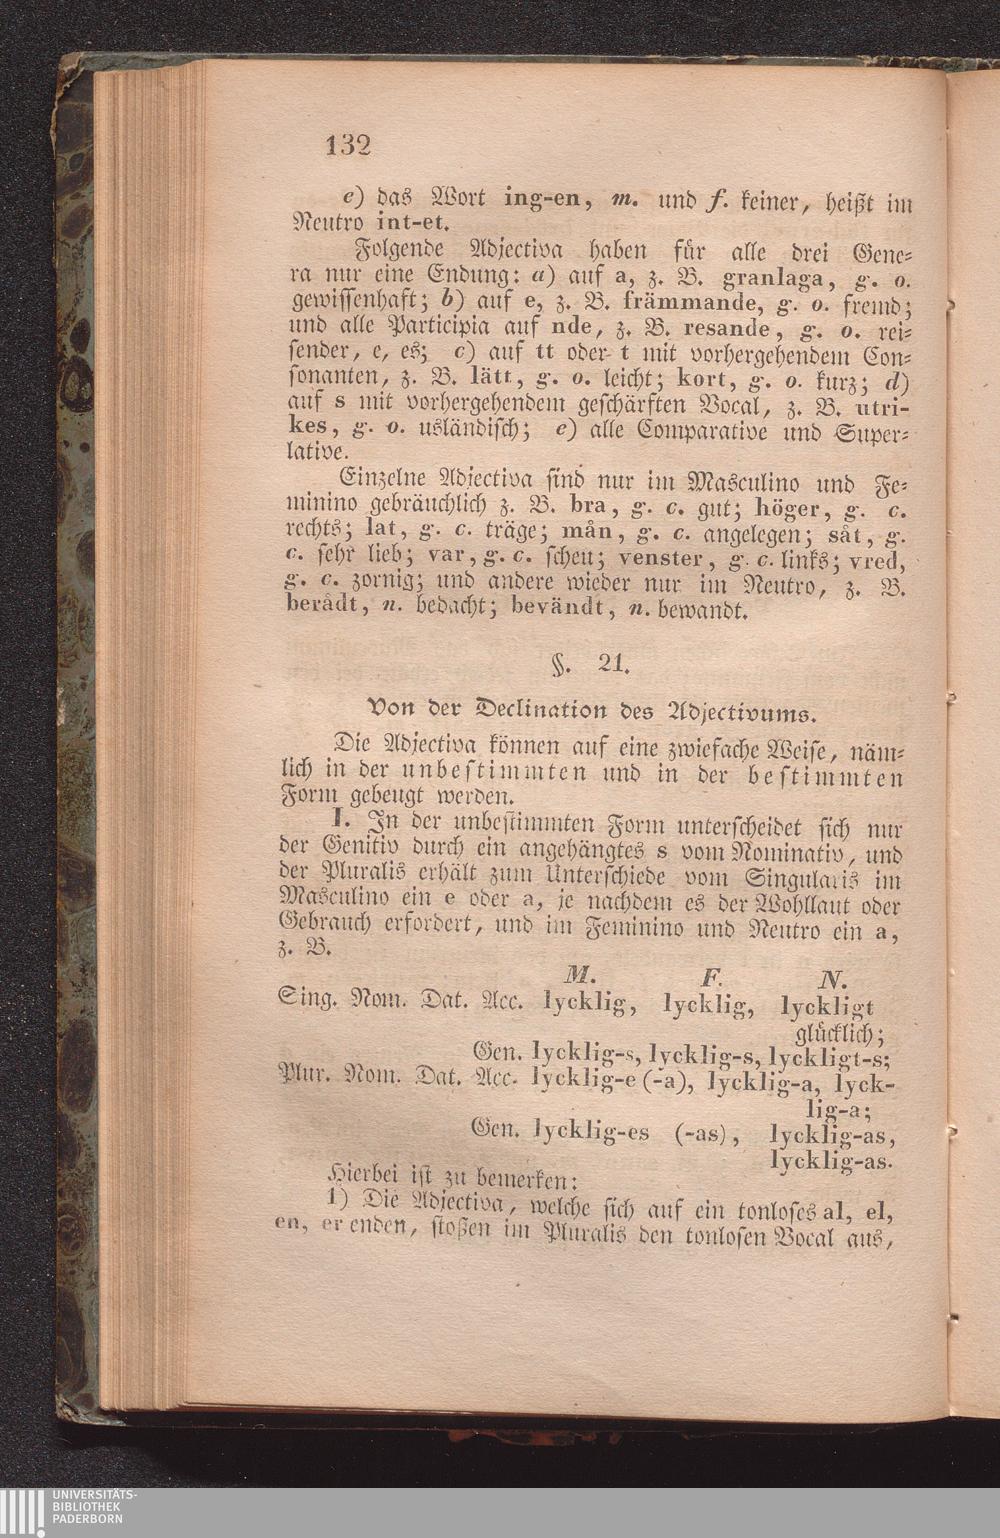 132
e) das Wort ing-en, m. und f. keiner, heißt im
Neutro int-et.
Folgende Adjectiva haben für alle drei Gene-
ra nur eine Endung: a) auf a, z. B. granlaga, g. o.
gewissenhaft; b) auf e, z. B. främmande, g. o. fremd;
und alle Participia auf nde, z. B. resande, g. o. rei-
sender, e, es; c) auf tt oder t mit vorhergehendem Con-
sonanten, z. B. lätt, g. o. leicht; kort, g. o. kurz; d)
auf s mit vorhergehendem geschärften Vocal, z. B. utri-
kes, g. o. usländisch; e) alle Comparative und Super-
lative.
Einzelne Adjectiva sind nur im Masculino und Fe-
minino gebräuchlich z. B. bra, g. c. gut; höger, g. c.
rechts; lat, g. c. träge; mån, g. c. angelegen; såt, g.
c. sehr lieb; var, g. c. scheu; venster, g. c. links; vred,
g. c. zornig; und andere wieder nur im Neutro, z. B.
berådt, n. bedacht; bevändt, n. bewandt.
§. 21.
Von der Declination des Adjectivums.
Die Adjectiva können auf eine zwiefache Weise, näm-
lich in der unbestimmten und in der bestimmten
Form gebeugt werden.
I. In der unbestimmten Form unterscheidet sich nur
der Genitiv durch ein angehängtes s vom Nominativ, und
der Pluralis erhält zum Unterschiede vom Singularis im
Masculino ein e oder a, je nachdem es der Wohllaut oder
Gebrauch erfordert, und im Feminino und Neutro ein a,
z. B.
M. F. N.
Sing. Nom. Dat. Acc. lycklig, lycklig, lyckligt
glücklich;
Gen. lycklig-s, lycklig-s, lyckligt-s;
Plur. Nom. Dat. Acc. lycklig-e (-a), lycklig-a, lyck-
lig-a;
Gen. lycklig-es (-as), lycklig-as,
lycklig-as.
Hierbei ist zu bemerken:
1) Die Adjectiva, welche sich auf ein tonloses al, el,
en, er enden, stoßen im Pluralis den tonlosen Vocal aus,
UNIVERSITÄTS-
BIBLIOTHEK
PADERBORN